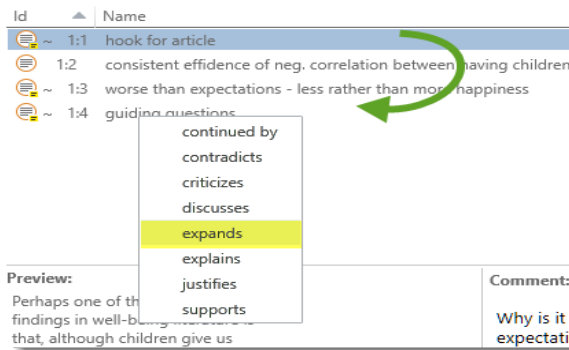 Id Name
~ 1:1 hook for article
1:2 consistent effidence of neg. correlation between having children
~ 1:3 worse than expectations - less rather than more happiness
~ 1:4 guiding questions
continued by
contradicts
criticizes
discusses
expands
explains
justifies
supports
Preview:
Perhaps one of th
findings in well-being literature is
that, although children give us
Comment:
Why is it
expectati